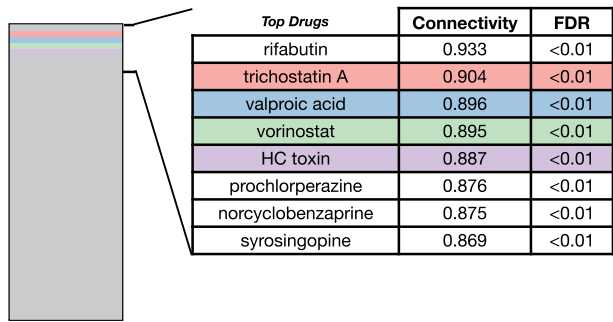 Top Drugs Connectivity FDR
rifabutin 0.933 <0.01
trichostatin A 0.904 <0.01
valproic acid 0.896 <0.01
vorinostat 0.895 <0.01
HC toxin 0.887 <0.01
prochlorperazine 0.876 <0.01
norcyclobenzaprine 0.875 <0.01
syrosingopine 0.869 <0.01